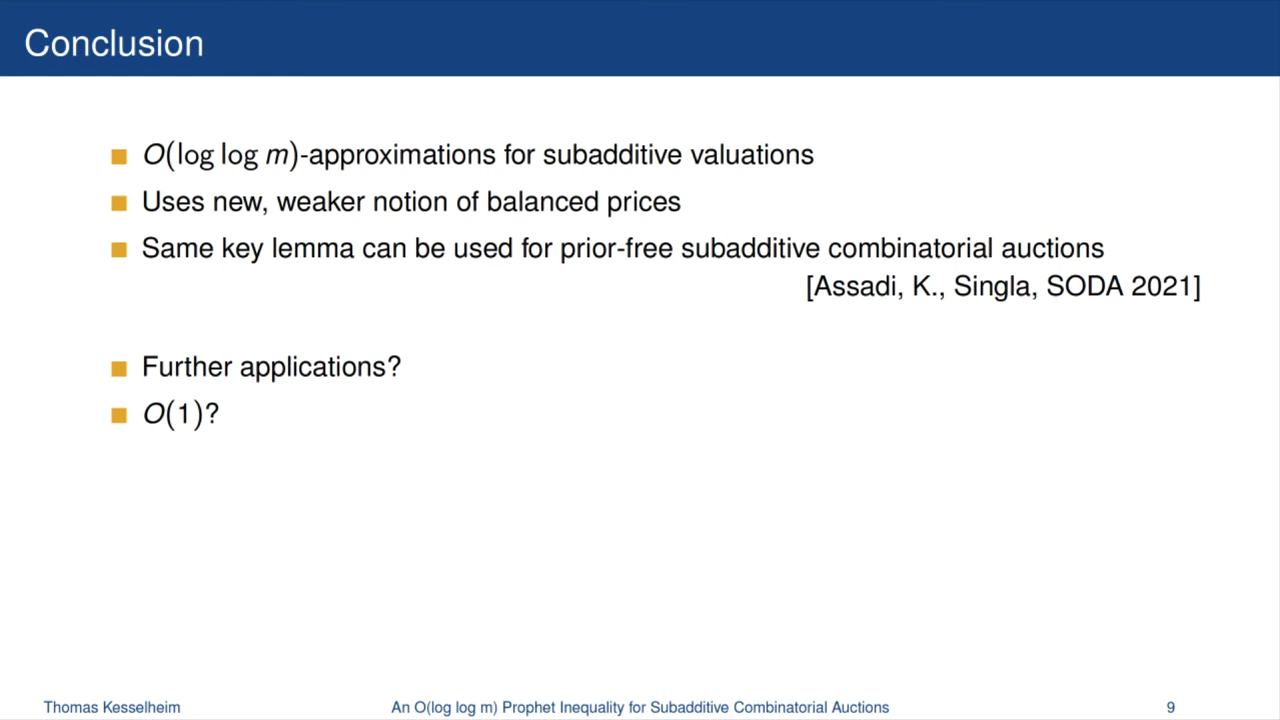 Conclusion
O(log log m)-approximations for subadditive valuations
Uses new, weaker notion of balanced prices
Same key lemma can be used for prior-free subadditive combinatorial auctions
[Assadi, K., Singla, SODA 2021]
Further applications?
O(1)?
Thomas Kesselheim An O(log log m) Prophet Inequality for Subadditive Combinatorial Auctions 9